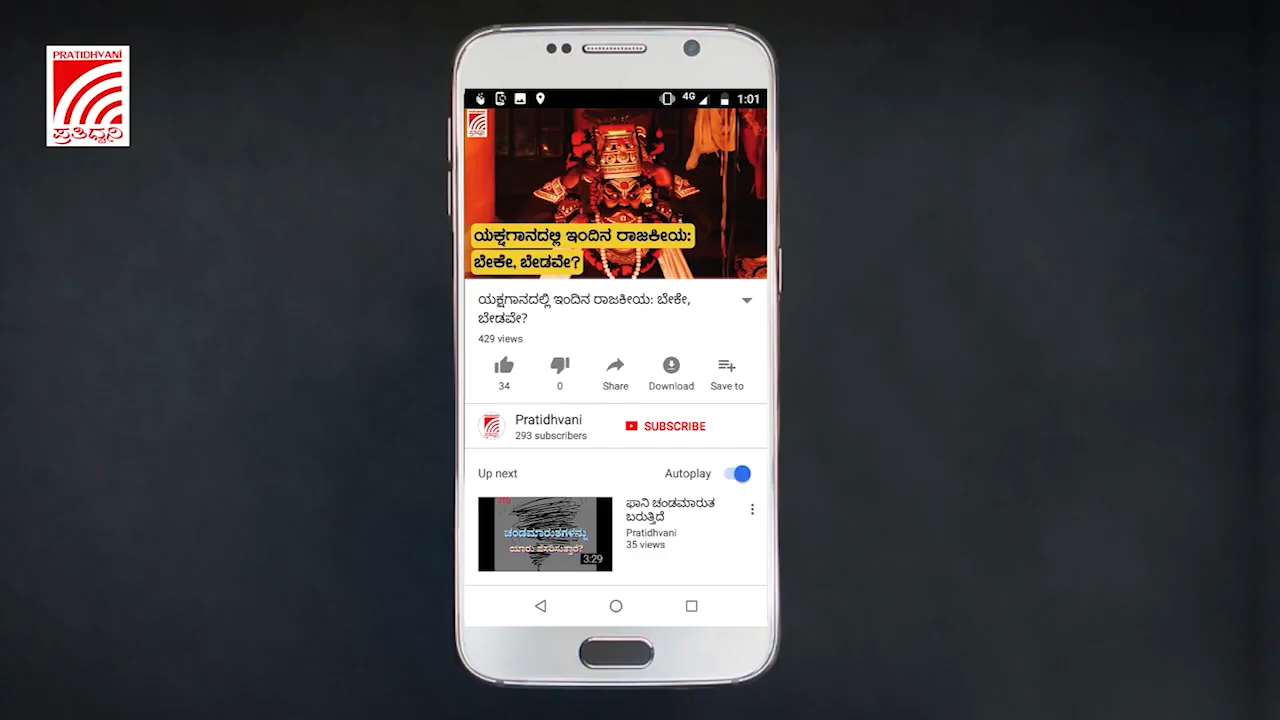 PRATIDHVANI
ಪ್ರತಿಧ್ವನಿ
4G 1:01
ಯಕ್ಷಗಾನದಲ್ಲಿ ಇಂದಿನ ರಾಜಕೀಯ:
ಬೇಕೇ, ಬೇಡವೇ?
ಯಕ್ಷಗಾನದಲ್ಲಿ ಇಂದಿನ ರಾಜಕೀಯ: ಬೇಕೇ,
ಬೇಡವೇ?
429 views
34 0 Share Download Save to
Pratidhvani
293 subscribers
SUBSCRIBE
Up next Autoplay
ಚಂಡಮಾರುತಗಳನ್ನು
ಯಾರು ಹೆಸರಿಸುತ್ತಾರೆ?
3:29
ಫಾನಿ ಚಂಡಮಾರುತ
ಬರುತ್ತಿದೆ
Pratidhvani
35 views